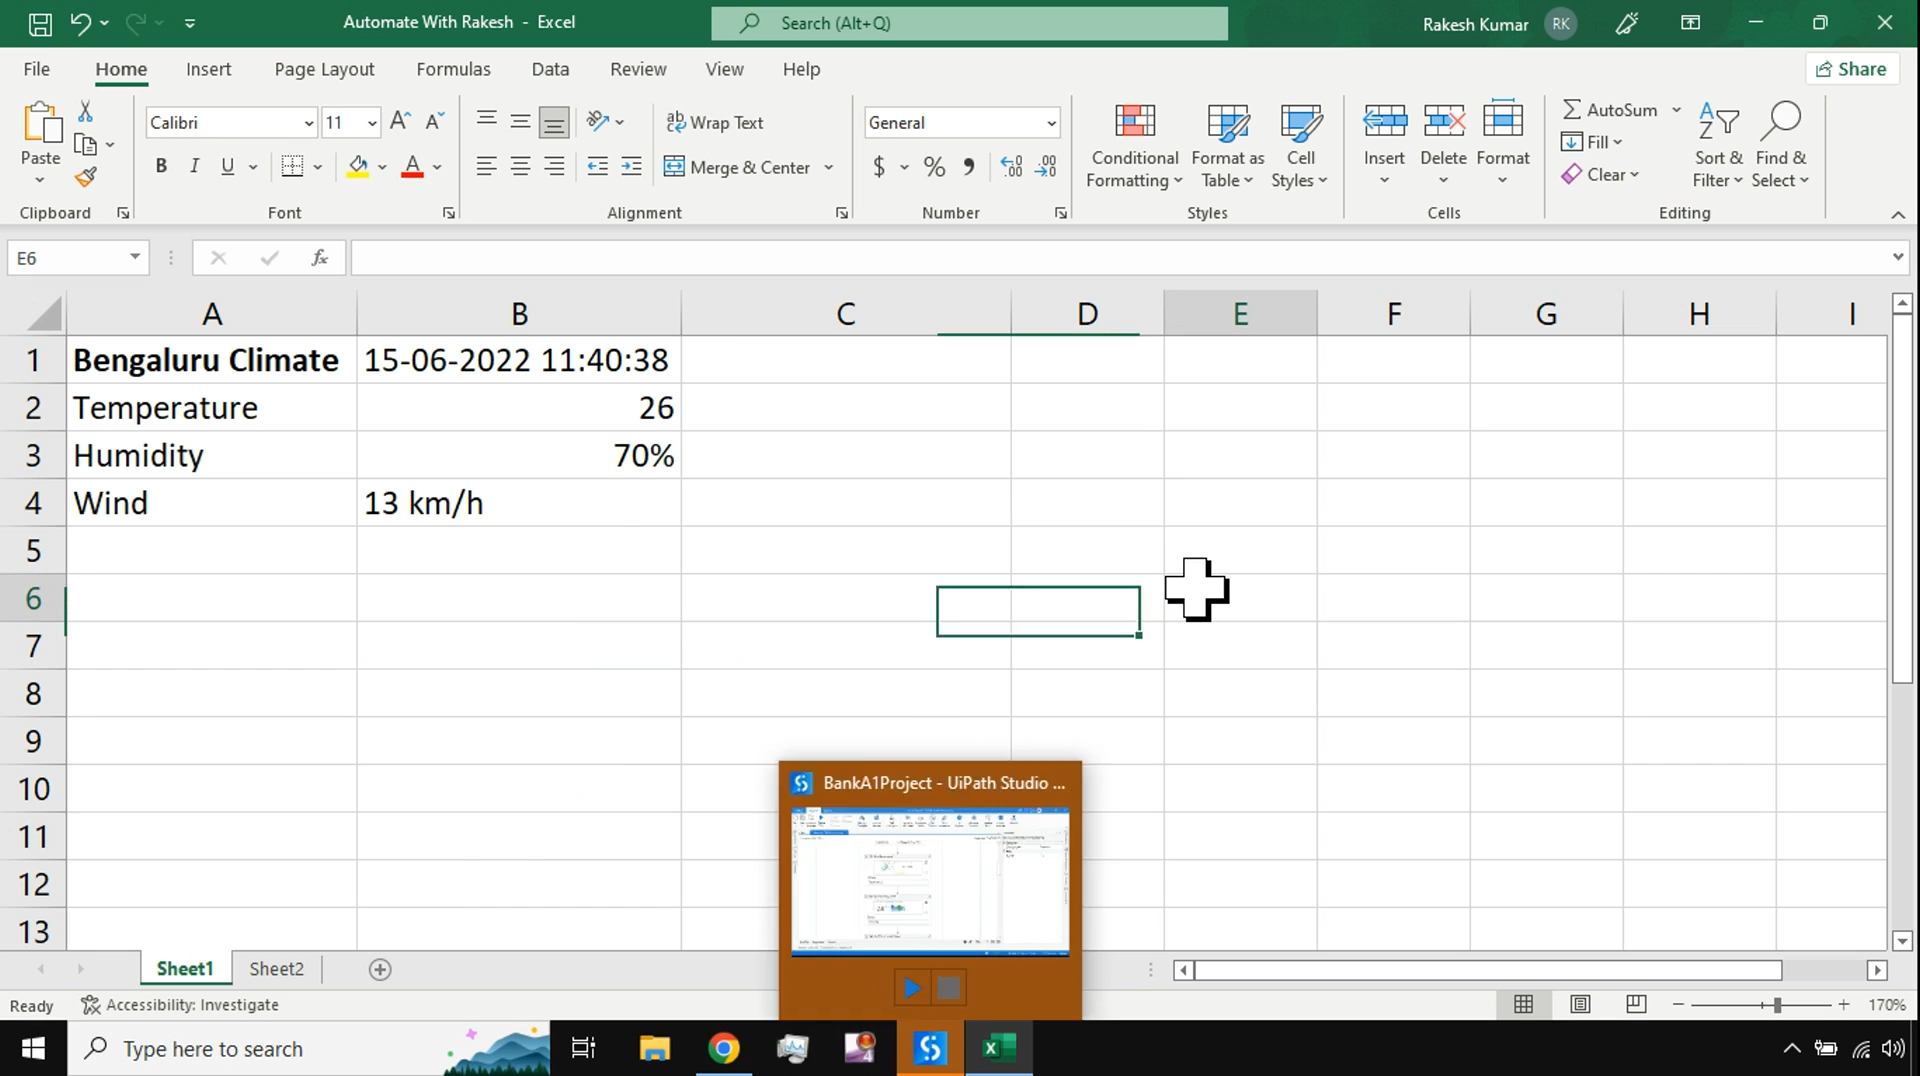 Automate With Rakesh - Excel
Search (Alt+Q)
Rakesh Kumar RK
File Home Insert Page Layout Formulas Data Review View Help Share
Paste
Clipboard
Calibri 11
B I U
Font
Wrap Text
Merge & Center
Alignment
General
$ %
Number
Conditional Formatting
Format as Table
Cell Styles
Styles
Insert Delete Format
Cells
AutoSum
Fill
Clear
Sort & Filter
Find & Select
Editing
E6 fx
A B C D E F G H I
1 Bengaluru Climate 15-06-2022 11:40:38
2 Temperature 26
3 Humidity 70%
4 Wind 13 km/h
5
6
7
8
9
10
11
12
13
BankA1Project - UiPath Studio ...
Sheet1 Sheet2
Ready Accessibility: Investigate 170%
Type here to search